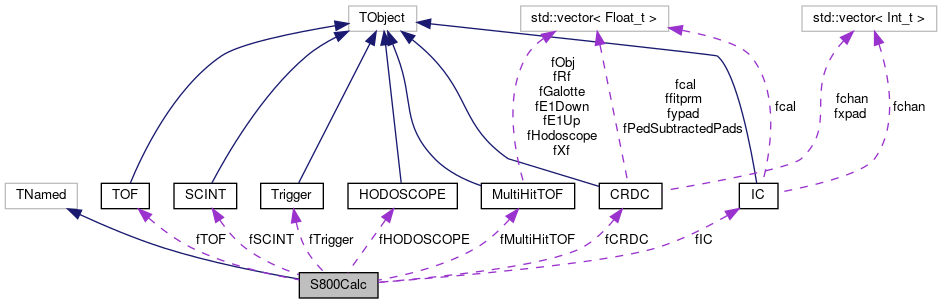 TObject
std::vector< Float_t >
std::vector< Int_t >
fObj
fRf
fGalotte
fE1Down
fE1Up
fHodoscope
fXf
fcal
ffitprm
fypad
fPedSubtractedPads
fcal
fchan
fxpad
fchan
TNamed
TOF
SCINT
Trigger
HODOSCOPE
MultiHitTOF
CRDC
IC
fTOF
fSCINT
fTrigger
fHODOSCOPE
fMultiHitTOF
fCRDC
fIC
S800Calc